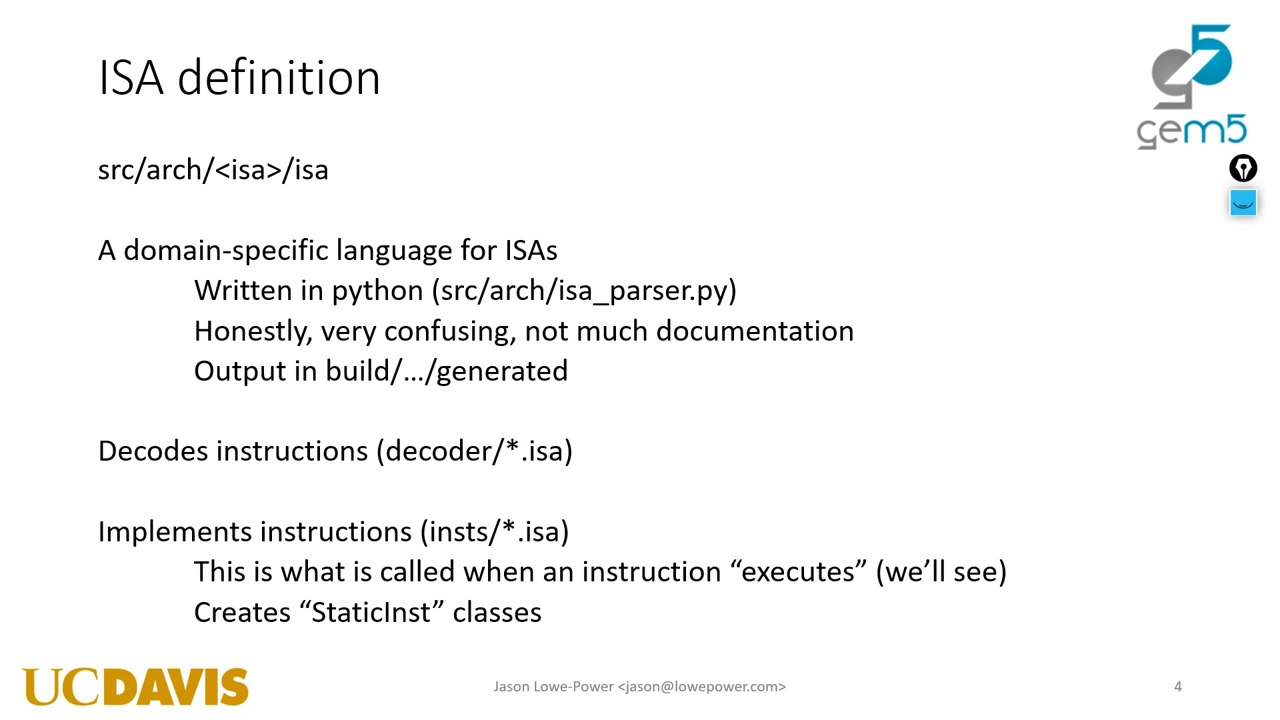 ISA definition
gem5
src/arch/<isa>/isa
A domain-specific language for ISAs
Written in python (src/arch/isa_parser.py)
Honestly, very confusing, not much documentation
Output in build/…/generated
Decodes instructions (decoder/*.isa)
Implements instructions (insts/*.isa)
This is what is called when an instruction “executes” (we’ll see)
Creates “StaticInst” classes
UCDAVIS
Jason Lowe-Power <jason@lowepower.com>
4